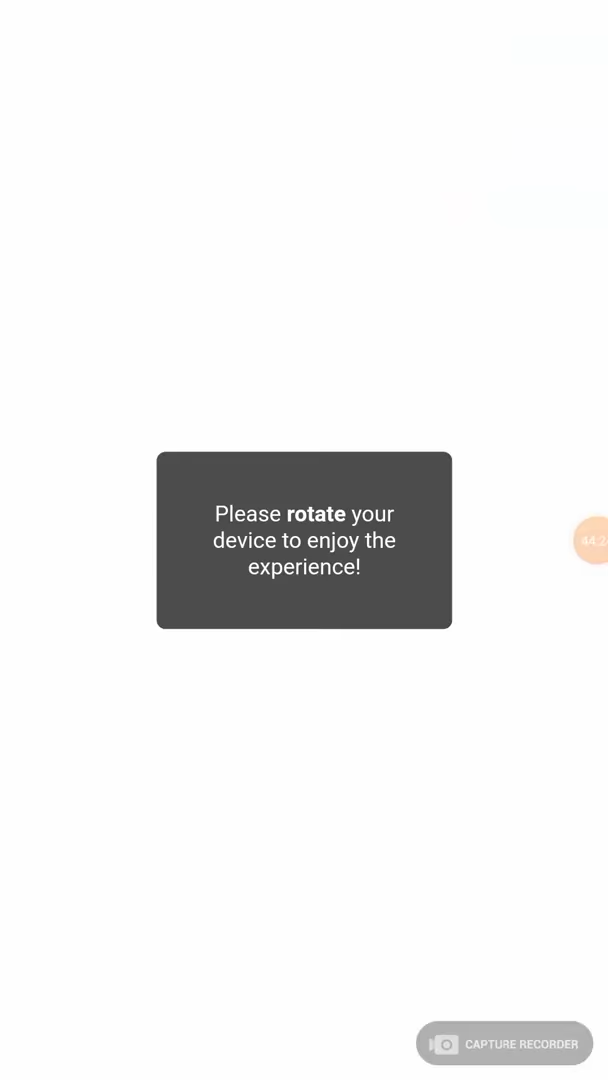 Please rotate your
device to enjoy the
experience!
CAPTURE RECORDER